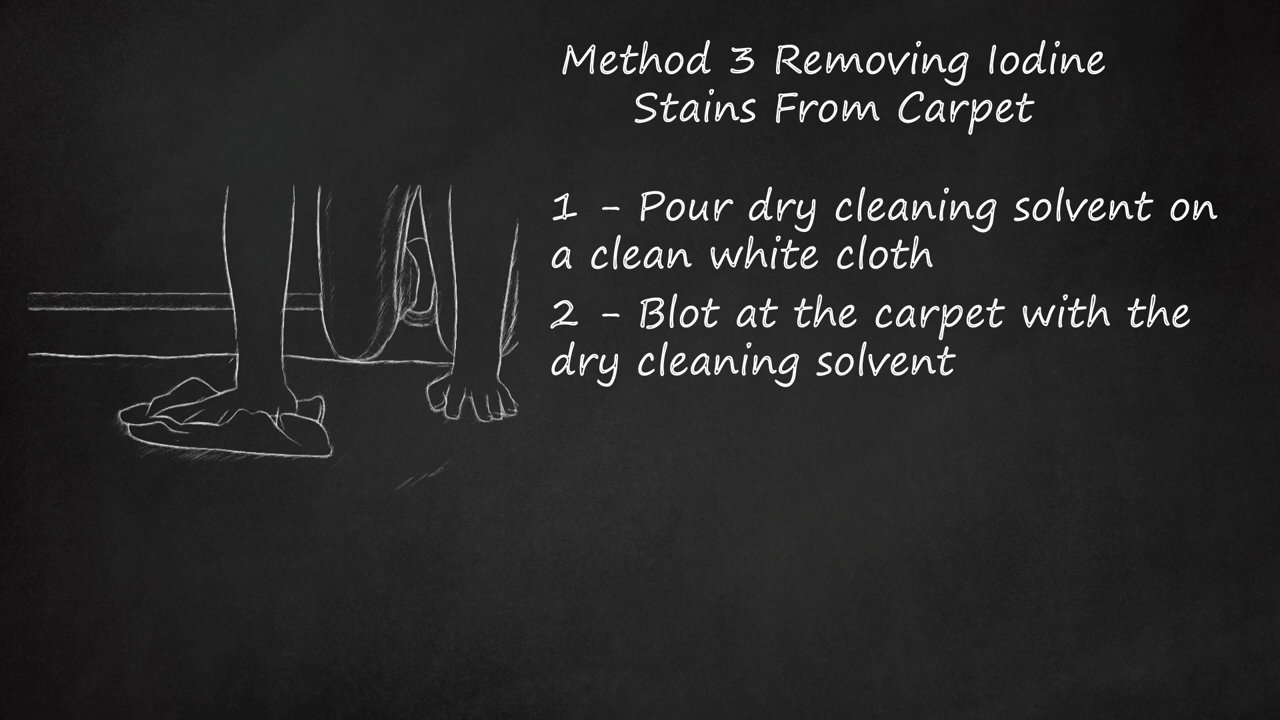 Method 3 Removing Iodine
Stains From Carpet
1 - Pour dry cleaning solvent on
a clean white cloth
2 - Blot at the carpet with the
dry cleaning solvent